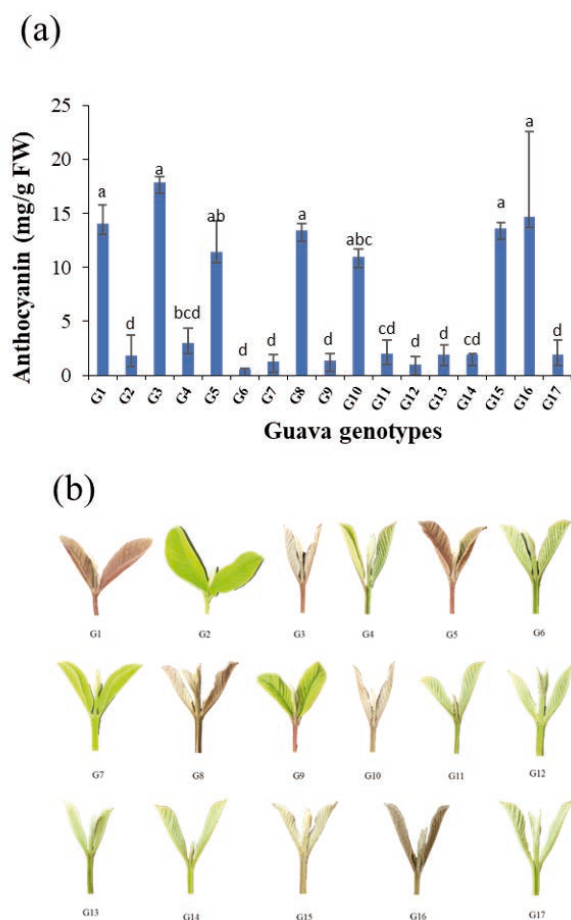 (a)
Anthocyanin (mg/g FW)
25
20
15
10
5
0
a
d
a
bcd
ab
d
d
a
d
abc
cd
d
d
cd
a
a
d
G1
G2
G3
G4
G5
G6
G7
G8
G9
G10
G11
G12
G13
G14
G15
G16
G17
Guava genotypes
(b)
G1
G2
G3
G4
G5
G6
G7
G8
G9
G10
G11
G12
G13
G14
G15
G16
G17